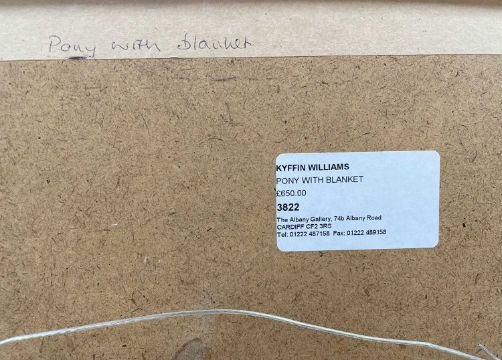 Pony with blanket
KYFFIN WILLIAMS
PONY WITH BLANKET
£650.00
3822
The Albany Gallery, 74b Albany Road
CARDIFF CF2 3RS
Tel: 01222 487158 Fax: 01222 489158